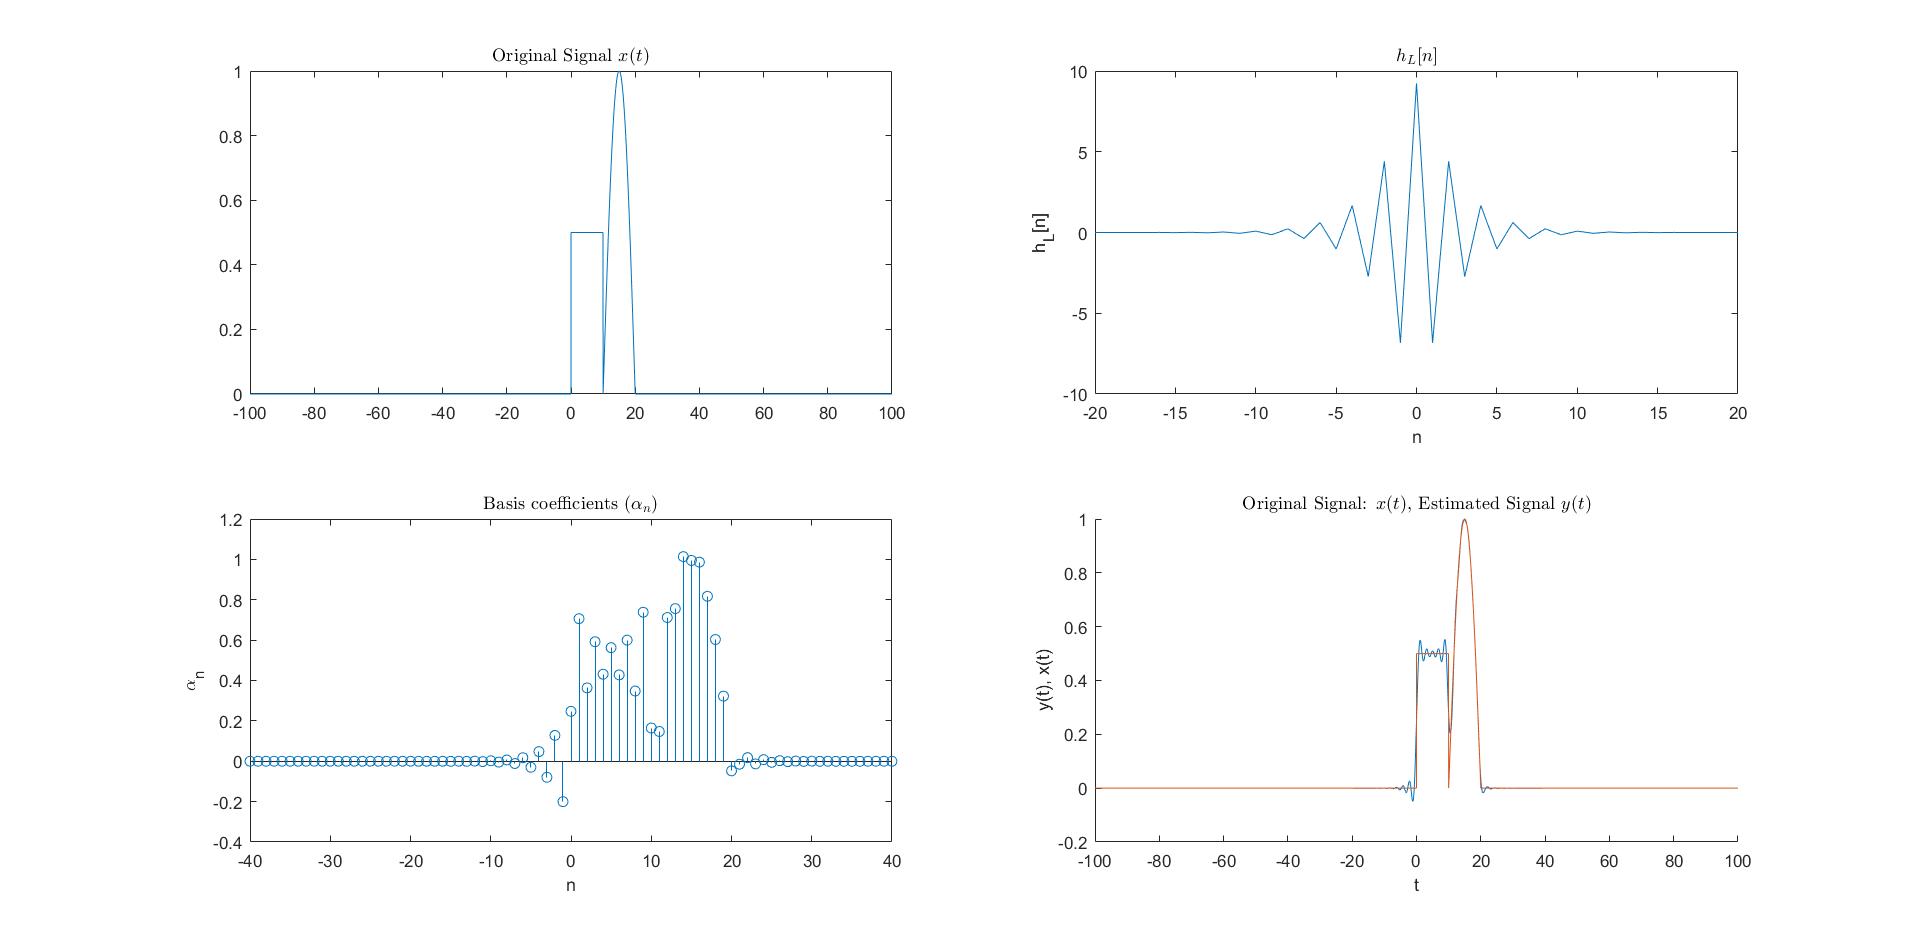 Original Signal x(t)
1
0.8
0.6
0.4
0.2
0
-100 -80 -60 -40 -20 0 20 40 60 80 100
h_L[n]
10
5
0
-5
-10
h_L[n]
-20 -15 -10 -5 0 5 10 15 20
n
Basis coefficients (α_n)
1.2
1
0.8
0.6
0.4
0.2
0
-0.2
-0.4
α_n
-40 -30 -20 -10 0 10 20 30 40
n
Original Signal: x(t), Estimated Signal y(t)
1
0.8
0.6
0.4
0.2
0
-0.2
y(t), x(t)
-100 -80 -60 -40 -20 0 20 40 60 80 100
t